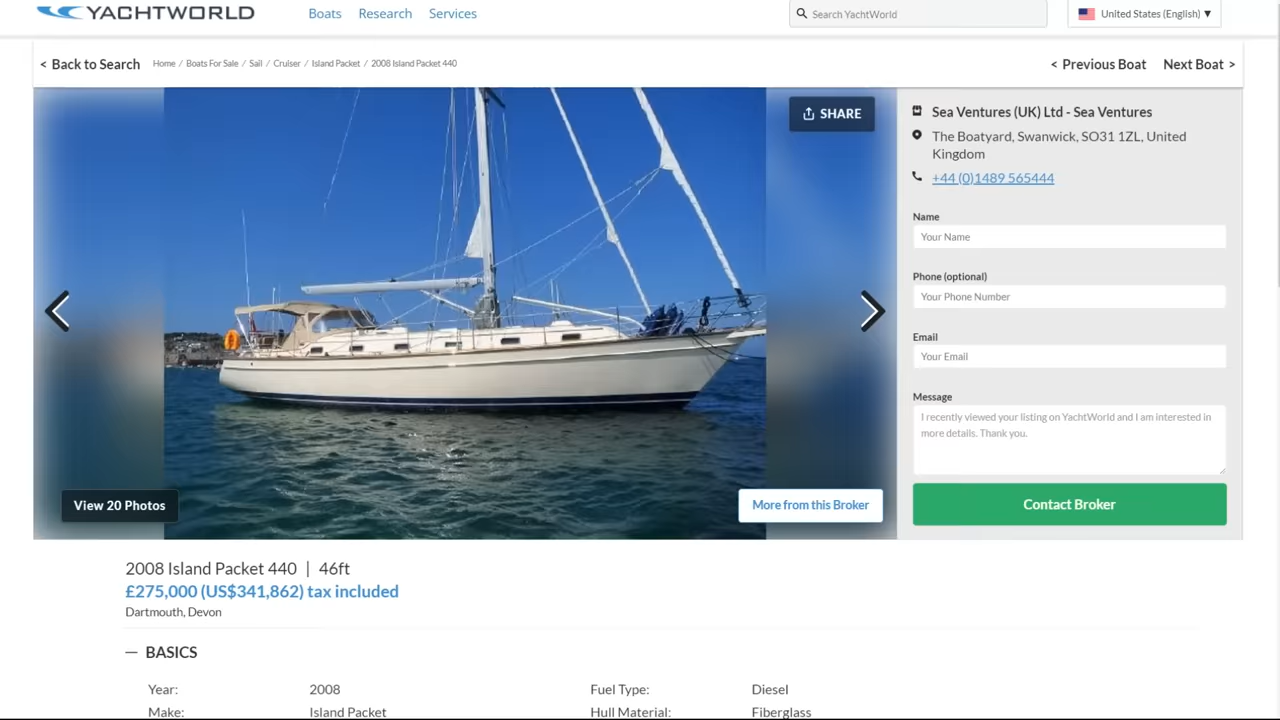 YACHTWORLD
Boats Research Services
Search YachtWorld
United States (English) ▼
< Back to Search
Home / Boats For Sale / Sail / Cruiser / Island Packet / 2008 Island Packet 440
< Previous Boat Next Boat >
SHARE
Sea Ventures (UK) Ltd - Sea Ventures
The Boatyard, Swanwick, SO31 1ZL, United
Kingdom
+44 (0)1489 565444
Name
Your Name
Phone (optional)
Your Phone Number
Email
Your Email
Message
I recently viewed your listing on YachtWorld and I am interested in
more details. Thank you.
Contact Broker
View 20 Photos
More from this Broker
2008 Island Packet 440 | 46ft
£275,000 (US$341,862) tax included
Dartmouth, Devon
— BASICS
Year: 2008 Fuel Type: Diesel
Make: Island Packet Hull Material: Fiberglass